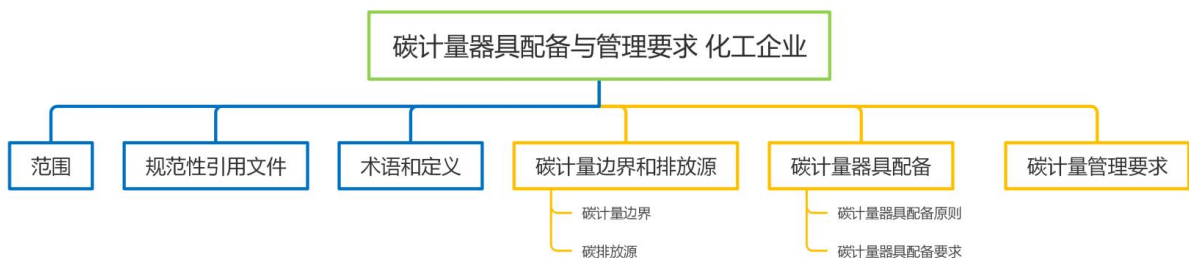 碳计量器具配备与管理要求 化工企业
范围
规范性引用文件
术语和定义
碳计量边界和排放源
碳计量器具配备
碳计量管理要求
碳计量边界
碳计量器具配备原则
碳排放源
碳计量器具配备要求